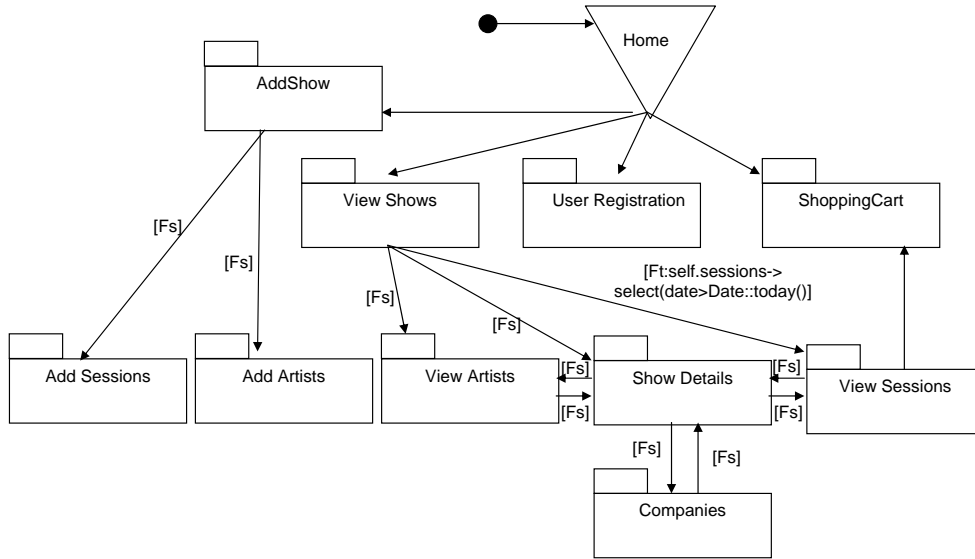 Home
AddShow
View Shows
User Registration
ShoppingCart
[Fs]
[Fs]
[Ft:self.sessions->
select(date>Date::today()]
[Fs]
[Fs]
Add Sessions
Add Artists
View Artists
[Fs]
Show Details
[Fs]
View Sessions
[Fs]
[Fs]
[Fs]
[Fs]
Companies